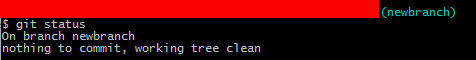 (newbranch)
$ git status
On branch newbranch
nothing to commit, working tree clean